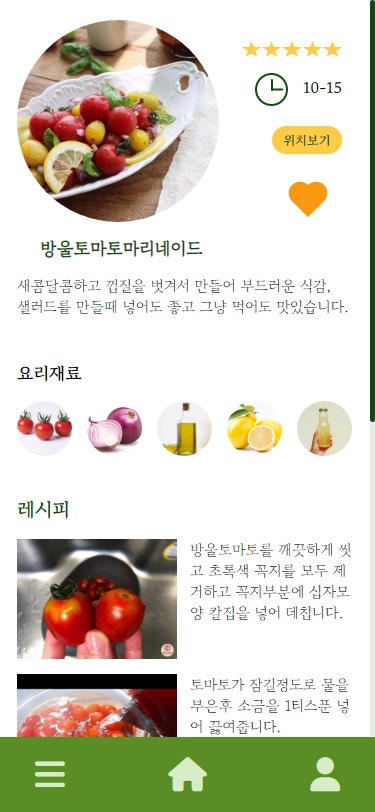 10-15
위치보기
방울토마토마리네이드
새콤달콤하고 껍질을 벗겨서 만들어 부드러운 식감,
샐러드를 만들때 넣어도 좋고 그냥 먹어도 맛있습니다.
요리재료
레시피
방울토마토를 깨끗하게 씻
고 초록색 꼭지를 모두 제
거하고 꼭지부분에 십자모
양 칼집을 넣어 데칩니다.
토마토가 잠길정도로 물을
부은후 소금을 1티스푼 넣
어 끓여줍니다.